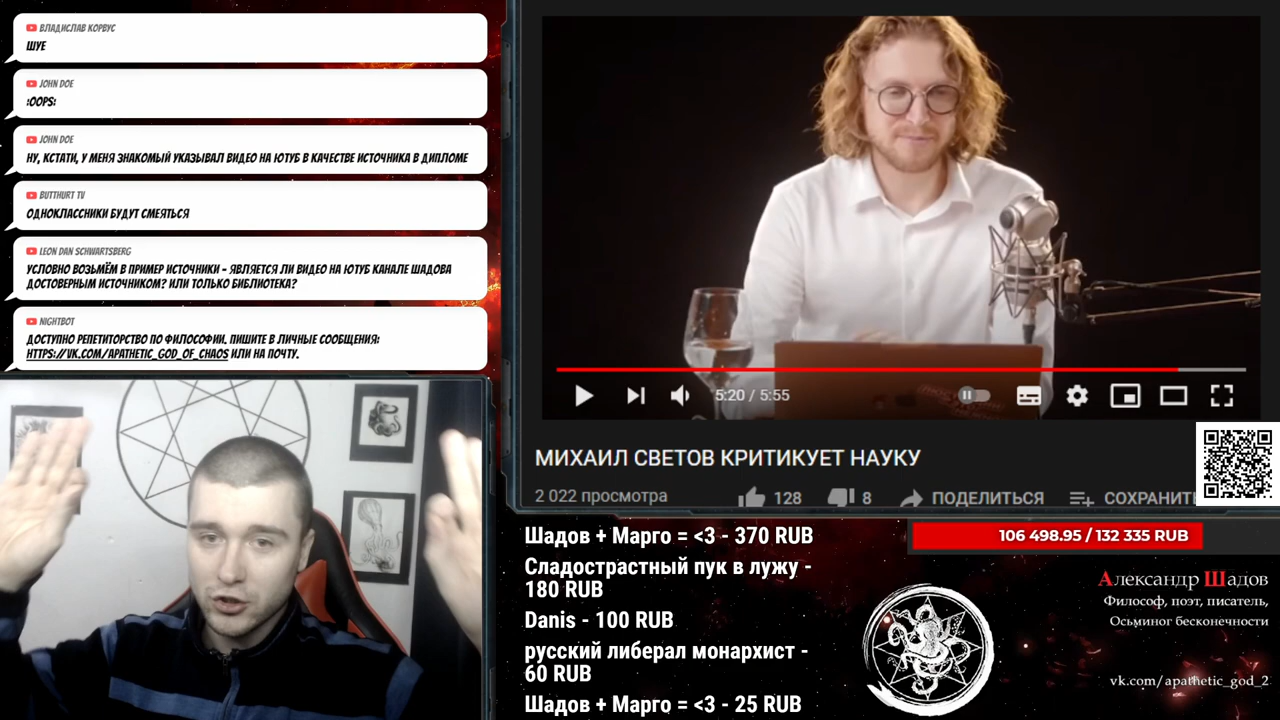 ВЛАДИСЛАВ КОРВУС
ШУЕ
JOHN DOE
:OOPS:
JOHN DOE
НУ, КСТАТИ, У МЕНЯ ЗНАКОМЫЙ УКАЗЫВАЛ ВИДЕО НА ЮТУБ В КАЧЕСТВЕ ИСТОЧНИКА В ДИПЛОМЕ
BUTTHURT TV
ОДНОКЛАССНИКИ БУДУТ СМЕЯТЬСЯ
LEON DAN SCHWARTSBERG
УСЛОВНО ВОЗЬМЁМ В ПРИМЕР ИСТОЧНИКИ - ЯВЛЯЕТСЯ ЛИ ВИДЕО НА ЮТУБ КАНАЛЕ ШАДОВА
ДОСТОВЕРНЫМ ИСТОЧНИКОМ? ИЛИ ТОЛЬКО БИБЛИОТЕКА?
NIGHTBOT
ДОСТУПНО РЕПЕТИТОРСТВО ПО ФИЛОСОФИИ. ПИШИТЕ В ЛИЧНЫЕ СООБЩЕНИЯ:
HTTPS://VK.COM/APATHETIC_GOD_OF_CHAOS ИЛИ НА ПОЧТУ.
5:20 / 5:55
МИХАИЛ СВЕТОВ КРИТИКУЕТ НАУКУ
2 022 просмотра 128 8 ПОДЕЛИТЬСЯ СОХРАНИТЬ
Шадов + Марго = <3 - 370 RUB
Сладострастный пук в лужу -
180 RUB
Danis - 100 RUB
русский либерал монархист -
60 RUB
Шадов + Марго = <3 - 25 RUB
106 498.95 / 132 335 RUB
Александр Шадов
Философ, поэт, писатель,
Осьминог бесконечности
vk.com/apathetic_god_2